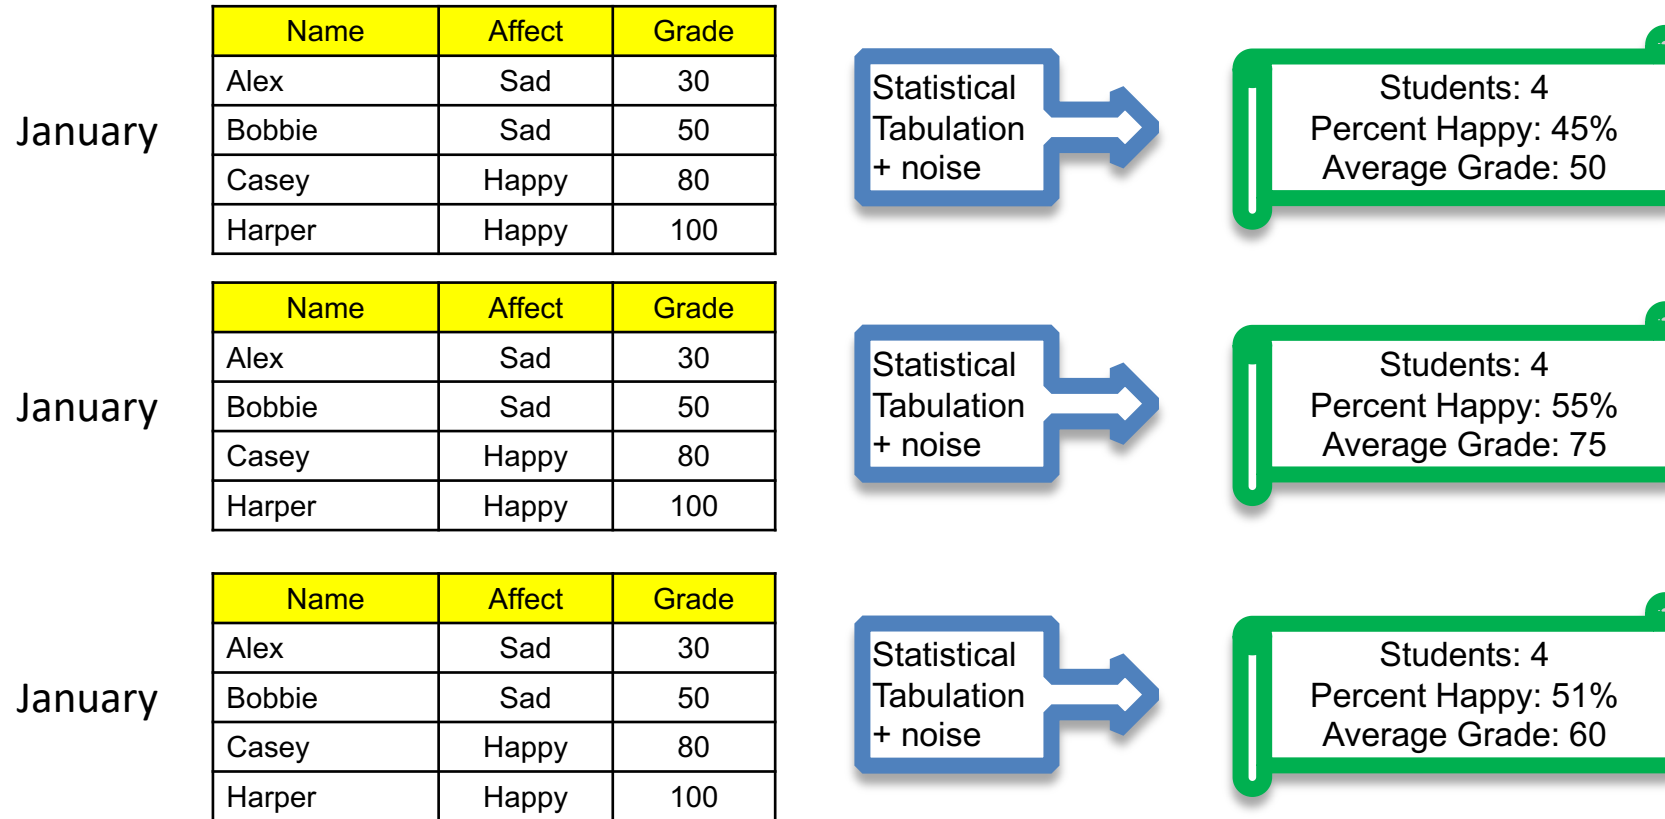 January
Name Affect Grade
Alex Sad 30
Bobbie Sad 50
Casey Happy 80
Harper Happy 100
Statistical
Tabulation
+ noise
Students: 4
Percent Happy: 45%
Average Grade: 50
January
Name Affect Grade
Alex Sad 30
Bobbie Sad 50
Casey Happy 80
Harper Happy 100
Statistical
Tabulation
+ noise
Students: 4
Percent Happy: 55%
Average Grade: 75
January
Name Affect Grade
Alex Sad 30
Bobbie Sad 50
Casey Happy 80
Harper Happy 100
Statistical
Tabulation
+ noise
Students: 4
Percent Happy: 51%
Average Grade: 60